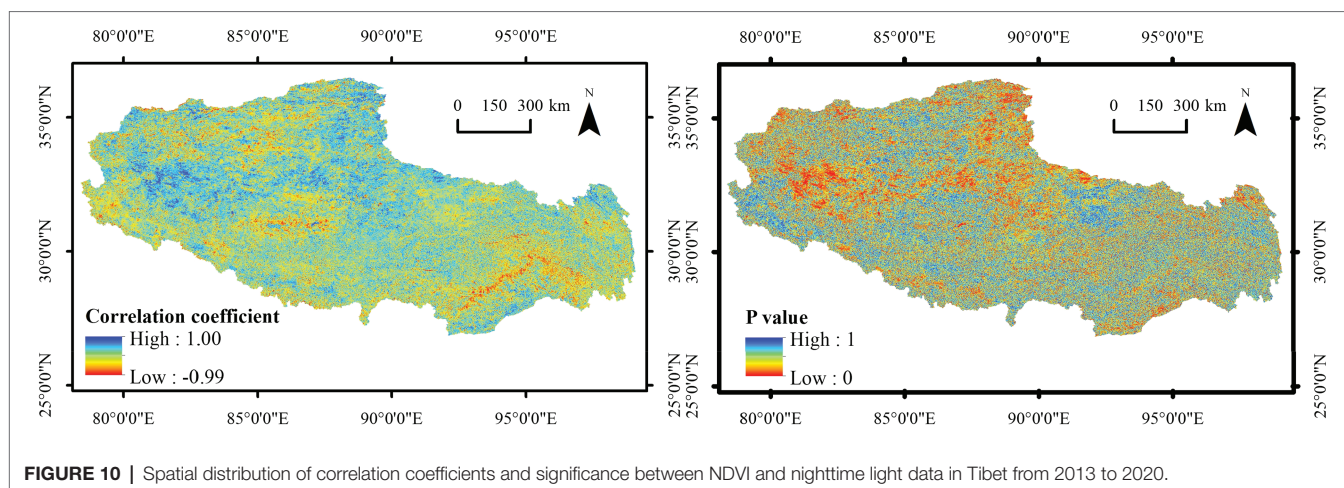 80°0'0"E 85°0'0"E 90°0'0"E 95°0'0"E
80°0'0"E 85°0'0"E 90°0'0"E 95°0'0"E
N
0 150 300 km
35°0'0"N
30°0'0"N
25°0'0"N
35°0'0"N
30°0'0"N
25°0'0"N
Correlation coefficient
High : 1.00
Low : -0.99
N
0 150 300 km
35°0'0"N
30°0'0"N
25°0'0"N
35°0'0"N
30°0'0"N
25°0'0"N
P value
High : 1
Low : 0
80°0'0"E 85°0'0"E 90°0'0"E 95°0'0"E
80°0'0"E 85°0'0"E 90°0'0"E 95°0'0"E
FIGURE 10 | Spatial distribution of correlation coefficients and significance between NDVI and nighttime light data in Tibet from 2013 to 2020.